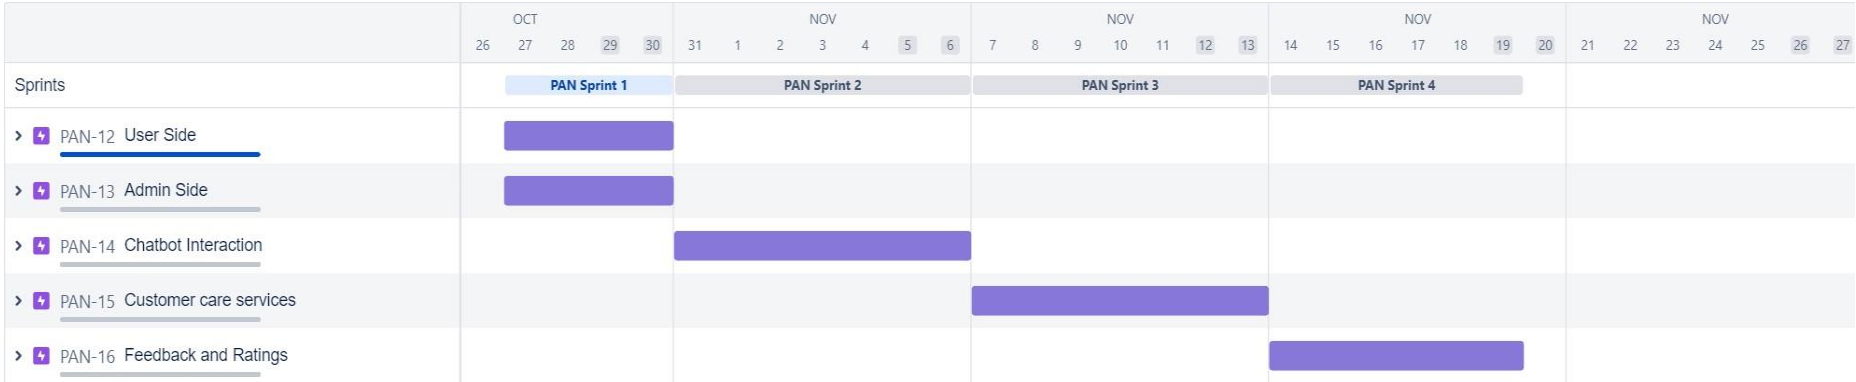 OCT NOV NOV NOV NOV
26 27 28 29 30 31 1 2 3 4 5 6 7 8 9 10 11 12 13 14 15 16 17 18 19 20 21 22 23 24 25 26 27
Sprints PAN Sprint 1 PAN Sprint 2 PAN Sprint 3 PAN Sprint 4
PAN-12 User Side
PAN-13 Admin Side
PAN-14 Chatbot Interaction
PAN-15 Customer care services
PAN-16 Feedback and Ratings